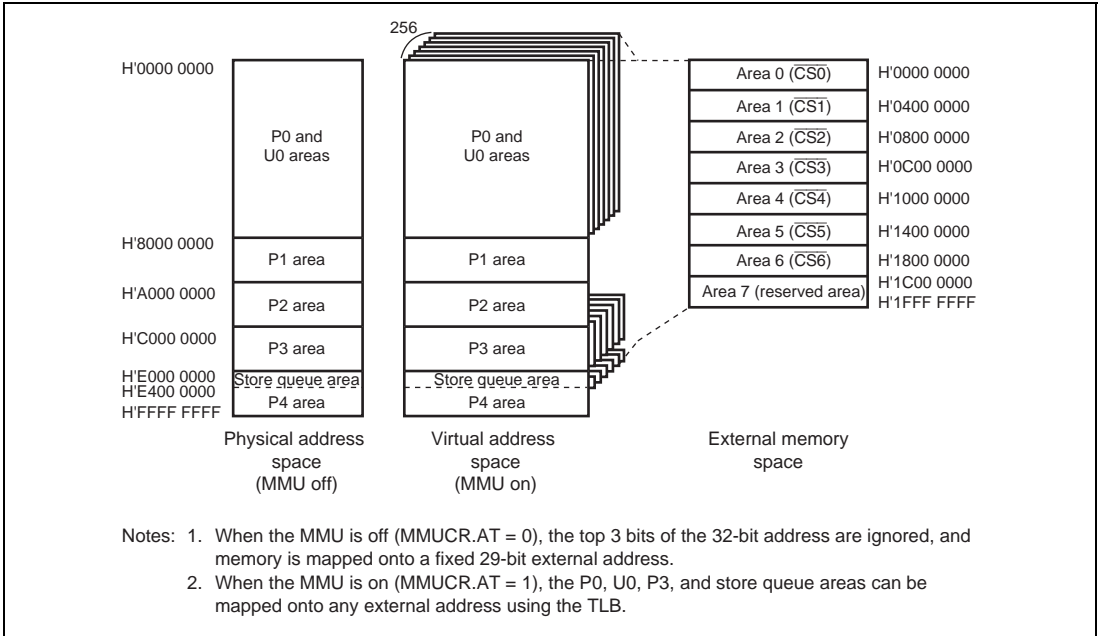 256
H'0000 0000
P0 and
U0 areas
H'8000 0000
P1 area
H'A000 0000
P2 area
H'C000 0000
P3 area
H'E000 0000
Store queue area
H'E400 0000
P4 area
H'FFFF FFFF
Physical address
space
(MMU off)
P0 and
U0 areas
P1 area
P2 area
P3 area
Store queue area
P4 area
Virtual address
space
(MMU on)
Area 0 (C̅S̅0̅) H'0000 0000
Area 1 (C̅S̅1̅) H'0400 0000
Area 2 (C̅S̅2̅) H'0800 0000
Area 3 (C̅S̅3̅) H'0C00 0000
Area 4 (C̅S̅4̅) H'1000 0000
Area 5 (C̅S̅5̅) H'1400 0000
Area 6 (C̅S̅6̅) H'1800 0000
Area 7 (reserved area) H'1C00 0000
H'1FFF FFFF
External memory
space
Notes: 1. When the MMU is off (MMUCR.AT = 0), the top 3 bits of the 32-bit address are ignored, and
memory is mapped onto a fixed 29-bit external address.
2. When the MMU is on (MMUCR.AT = 1), the P0, U0, P3, and store queue areas can be
mapped onto any external address using the TLB.